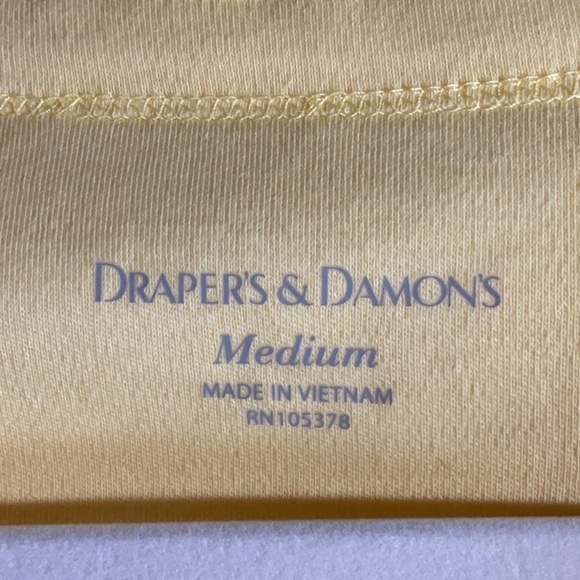 DRAPER'S & DAMON'S
Medium
MADE IN VIETNAM
RN105378